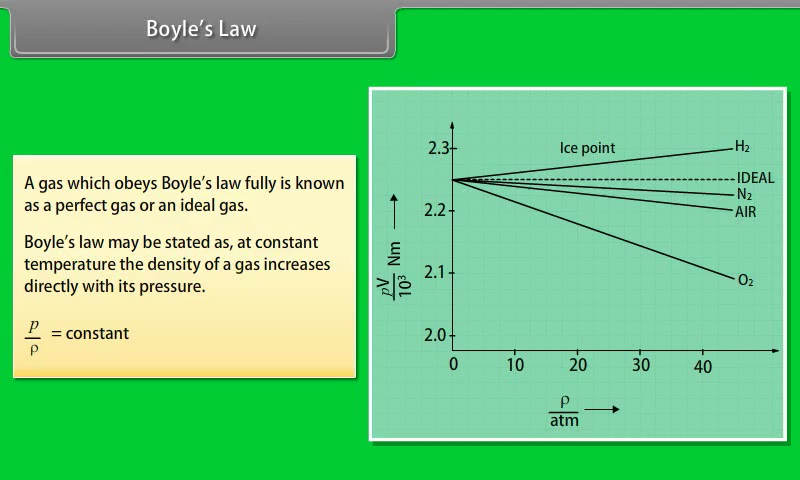 Boyle's Law
A gas which obeys Boyle's law fully is known
as a perfect gas or an ideal gas.
Boyle's law may be stated as, at constant
temperature the density of a gas increases
directly with its pressure.
p
ρ
= constant
2.3
2.2
2.1
2.0
pV
10³
Nm
Ice point
H₂
IDEAL
N₂
AIR
O₂
0 10 20 30 40
ρ
atm